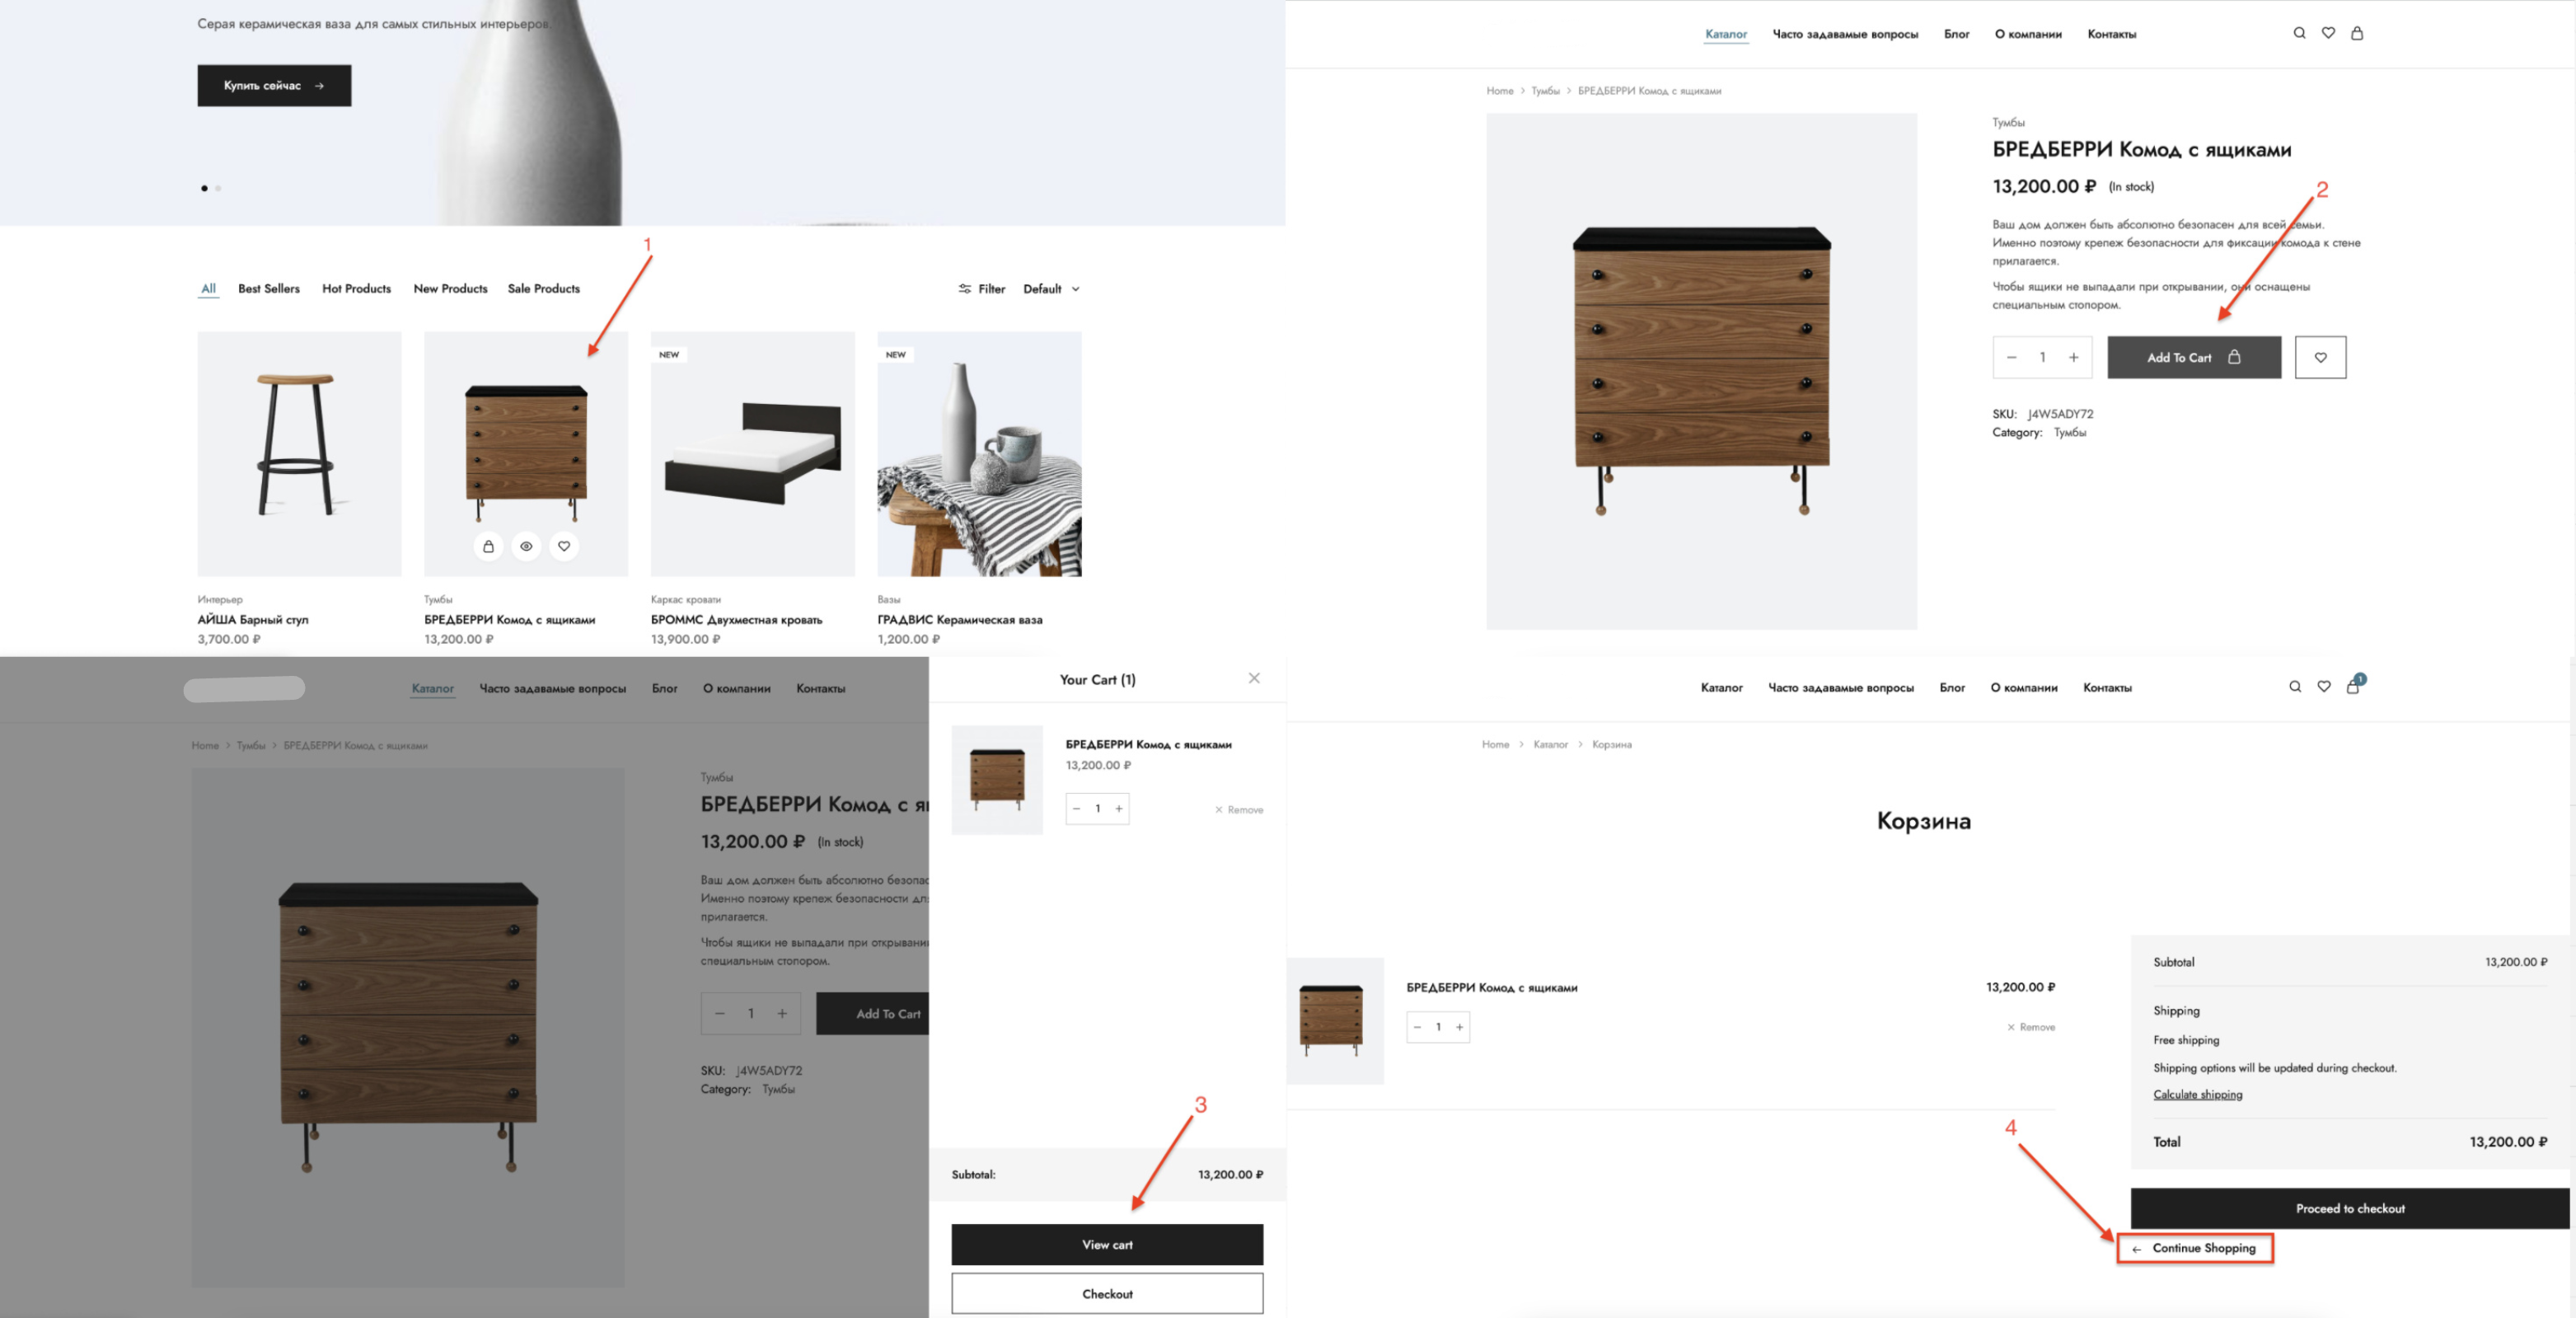 Серая керамическая ваза для самых стильных интерьеров.
Купить сейчас →
1
All Best Sellers Hot Products New Products Sale Products Filter Default
NEW
NEW
Интерьер
АЙША Барный стул
3,700.00 ₽
Тумбы
БРЕДБЕРРИ Комод с ящиками
13,200.00 ₽
Каркас кровати
БРОММС Двухместная кровать
13,900.00 ₽
Вазы
ГРАДВИС Керамическая ваза
1,200.00 ₽
Каталог Часто задавамые вопросы Блог О компании Контакты
Home > Тумбы > БРЕДБЕРРИ Комод с ящиками
Тумбы
БРЕДБЕРРИ Комод с ящиками
13,200.00 ₽ (In stock)
2
Ваш дом должен быть абсолютно безопасен для всей семьи.
Именно поэтому крепеж безопасности для фиксации комода к стене
прилагается.
Чтобы ящики не выпадали при открывании, они оснащены
специальным стопором.
− 1 + Add To Cart
SKU: J4W5ADY72
Category: Тумбы
Каталог Часто задавамые вопросы Блог О компании Контакты
Home > Тумбы > БРЕДБЕРРИ Комод с ящиками
Тумбы
БРЕДБЕРРИ Комод с я
13,200.00 ₽ (In stock)
Ваш дом должен быть абсолютно безопас
Именно поэтому крепеж безопасности дл
прилагается.
Чтобы ящики не выпадали при открывани
специальным стопором.
− 1 + Add To Cart
SKU: J4W5ADY72
Category: Тумбы
Your Cart (1) ×
БРЕДБЕРРИ Комод с ящиками
13,200.00 ₽
− 1 + × Remove
3
Subtotal: 13,200.00 ₽
View cart
Checkout
Каталог Часто задавамые вопросы Блог О компании Контакты 1
Home > Каталог > Корзина
Корзина
БРЕДБЕРРИ Комод с ящиками 13,200.00 ₽
− 1 + × Remove
Subtotal 13,200.00 ₽
Shipping
Free shipping
Shipping options will be updated during checkout.
Calculate shipping
Total 13,200.00 ₽
4
Proceed to checkout
← Continue Shopping